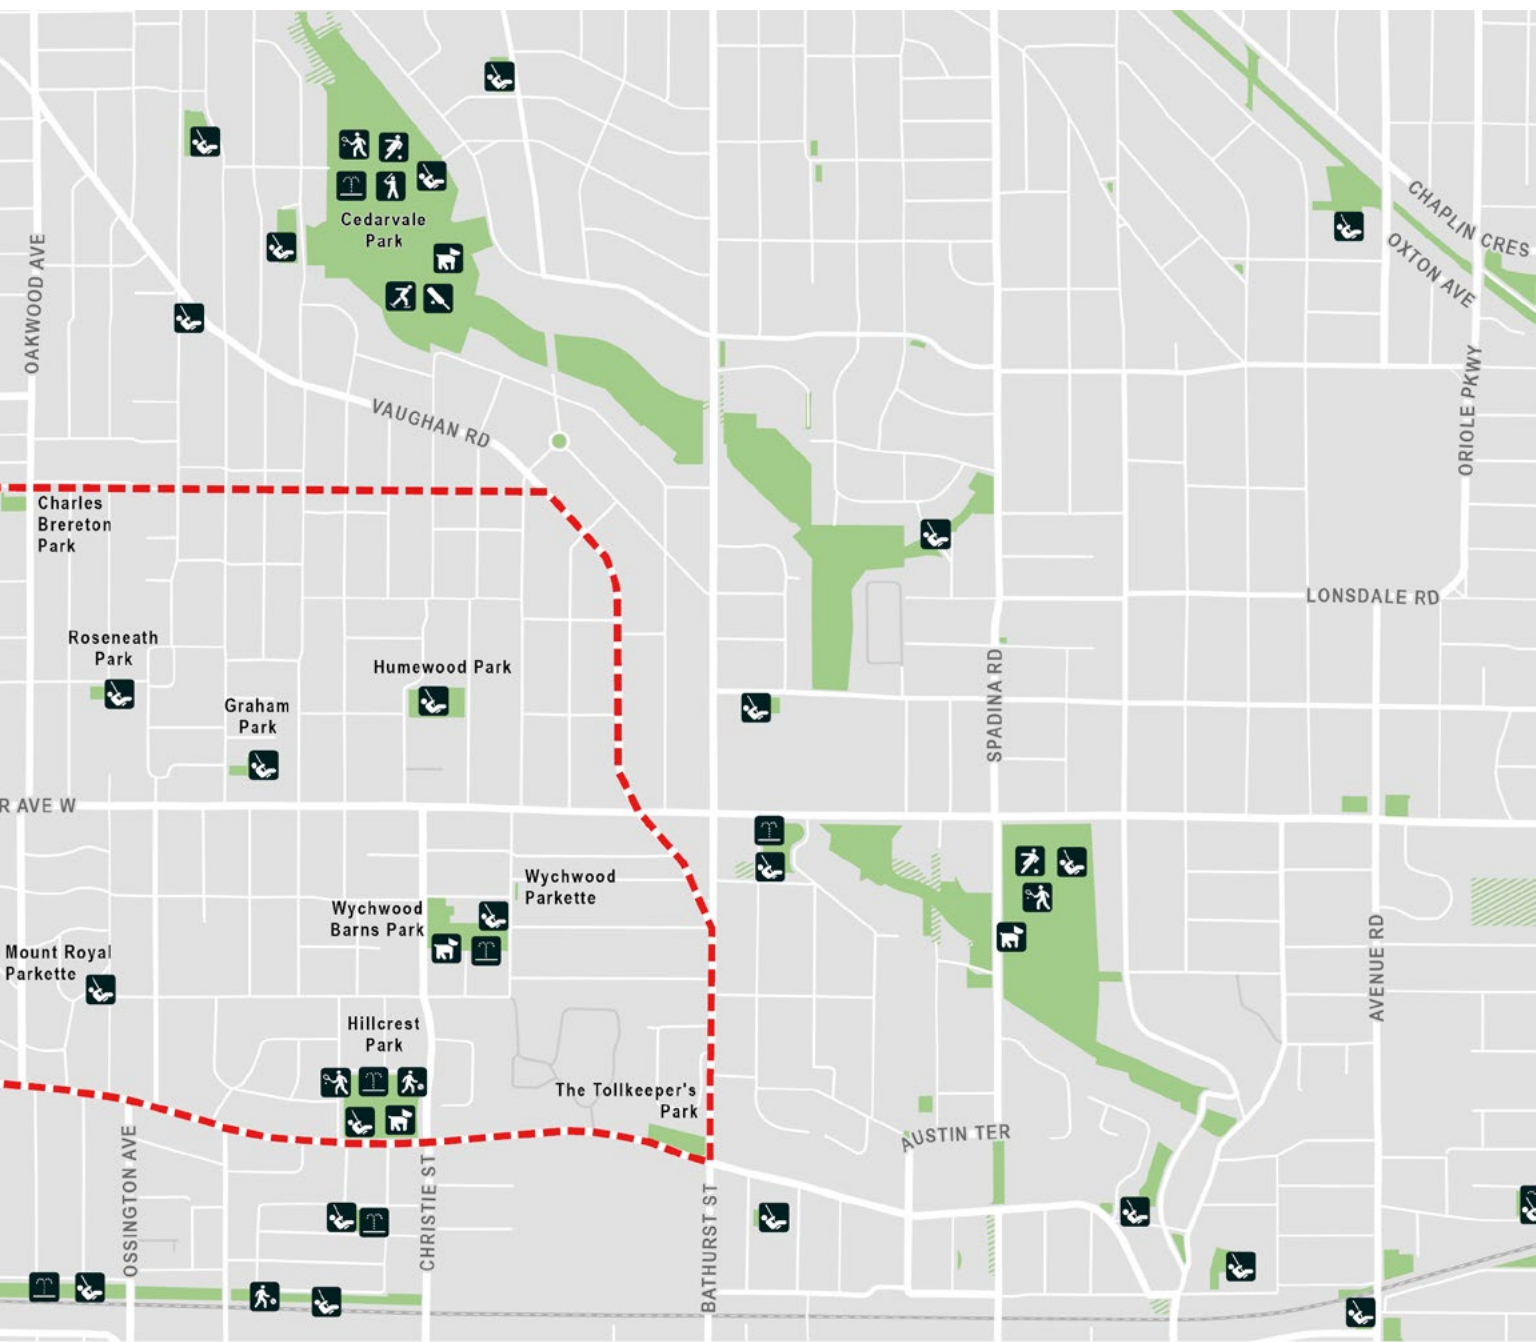 Cedarvale
Park
CHAPLIN CRES
OXTON AVE
OAKWOOD AVE
ORIOLE PKWY
VAUGHAN RD
Charles
Brereton
Park
LONSDALE RD
Roseneath
Park
Humewood Park
Graham
Park
SPADINA RD
R AVE W
Wychwood
Parkette
Wychwood
Barns Park
Mount Royal
Parkette
AVENUE RD
Hillcrest
Park
The Tollkeeper's
Park
AUSTIN TER
OSSINGTON AVE
CHRISTIE ST
BATHURST ST